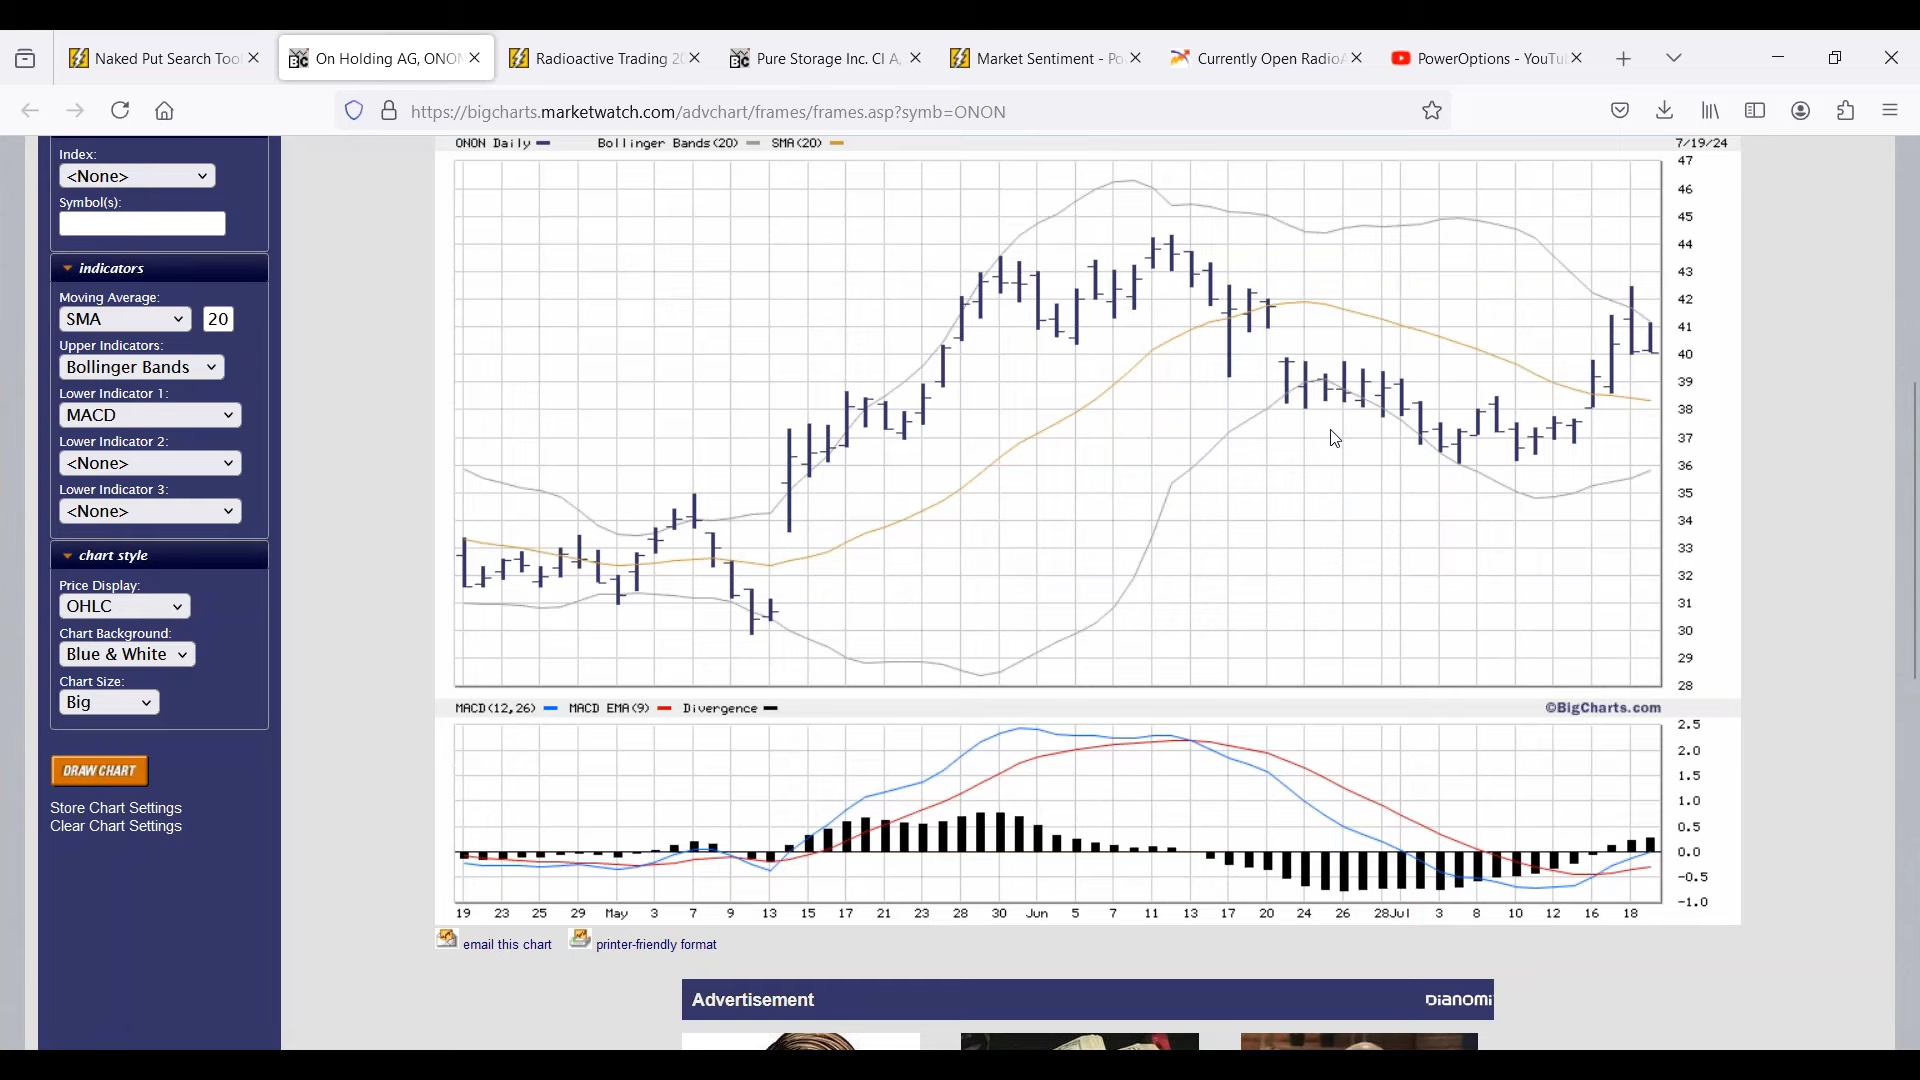 Naked Put Search Too
On Holding AG, ONON
Radioactive Trading 20
Pure Storage Inc. Cl A,
Market Sentiment - Po
Currently Open RadioA
PowerOptions - YouTu
https://bigcharts.marketwatch.com/advchart/frames/frames.asp?symb=ONON
Index:
<None>
Symbol(s):
indicators
Moving Average:
SMA 20
Upper Indicators:
Bollinger Bands
Lower Indicator 1:
MACD
Lower Indicator 2:
<None>
Lower Indicator 3:
<None>
chart style
Price Display:
OHLC
Chart Background:
Blue & White
Chart Size:
Big
DRAW CHART
Store Chart Settings
Clear Chart Settings
ONON Daily Bollinger Bands(20) SMA(20) 7/19/24
47
46
45
44
43
42
41
40
39
38
37
36
35
34
33
32
31
30
29
28
MACD(12,26) MACD EMA(9) Divergence ©BigCharts.com
2.5
2.0
1.5
1.0
0.5
0.0
-0.5
-1.0
19 23 25 29 May 3 7 9 13 15 17 21 23 28 30 Jun 5 7 11 13 17 20 24 26 28 Jul 3 8 10 12 16 18
email this chart printer-friendly format
Advertisement DIANOMI